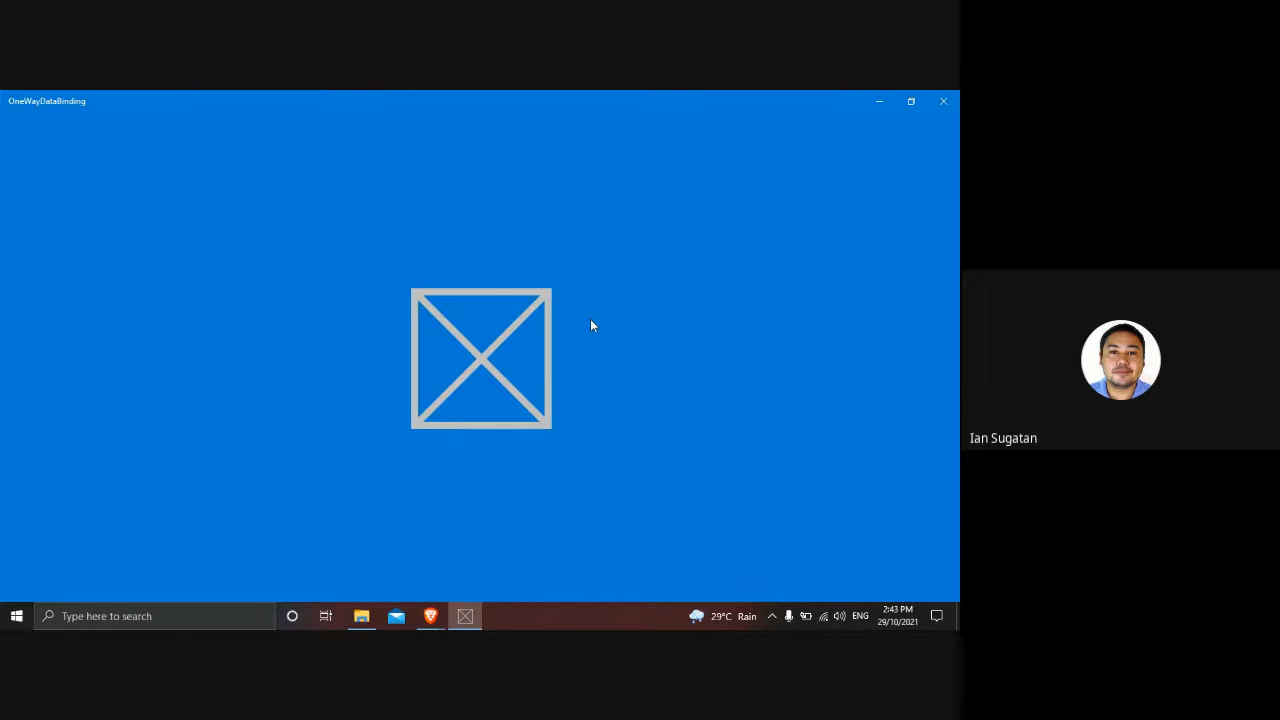 OneWayDataBinding
Ian Sugatan
Type here to search
29°C Rain
ENG
2:43 PM
29/10/2021